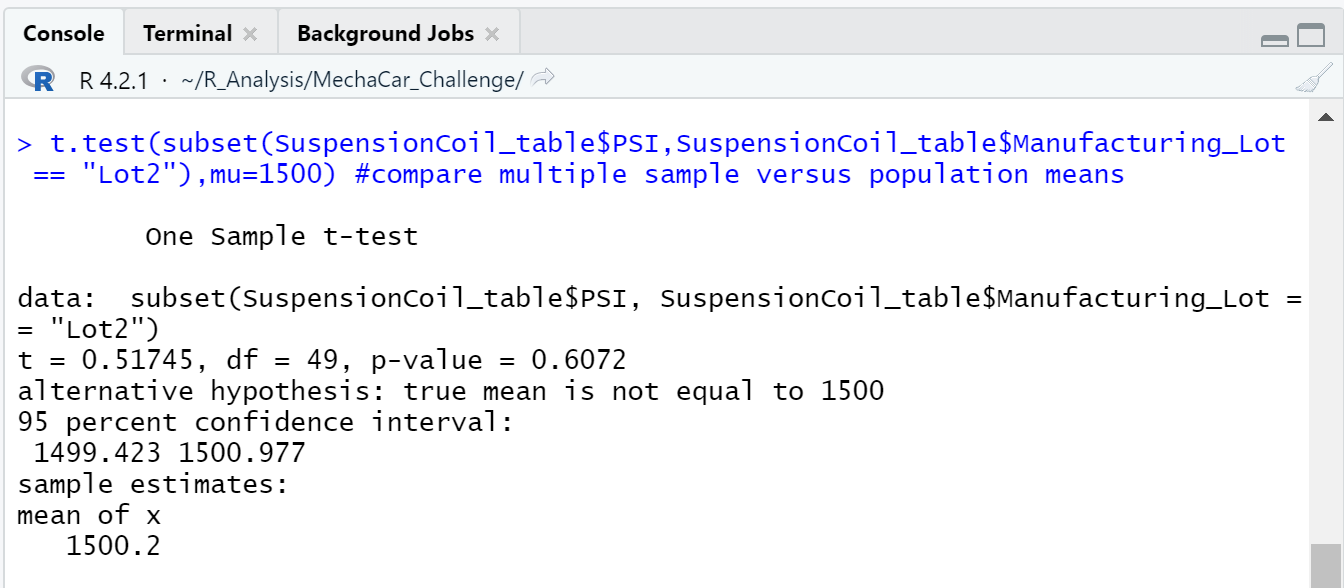 Console Terminal Background Jobs
R R 4.2.1 · ~/R_Analysis/MechaCar_Challenge/
> t.test(subset(SuspensionCoil_table$PSI,SuspensionCoil_table$Manufacturing_Lot
== "Lot2"),mu=1500) #compare multiple sample versus population means
One Sample t-test
data:  subset(SuspensionCoil_table$PSI, SuspensionCoil_table$Manufacturing_Lot =
= "Lot2")
t = 0.51745, df = 49, p-value = 0.6072
alternative hypothesis: true mean is not equal to 1500
95 percent confidence interval:
1499.423 1500.977
sample estimates:
mean of x
1500.2